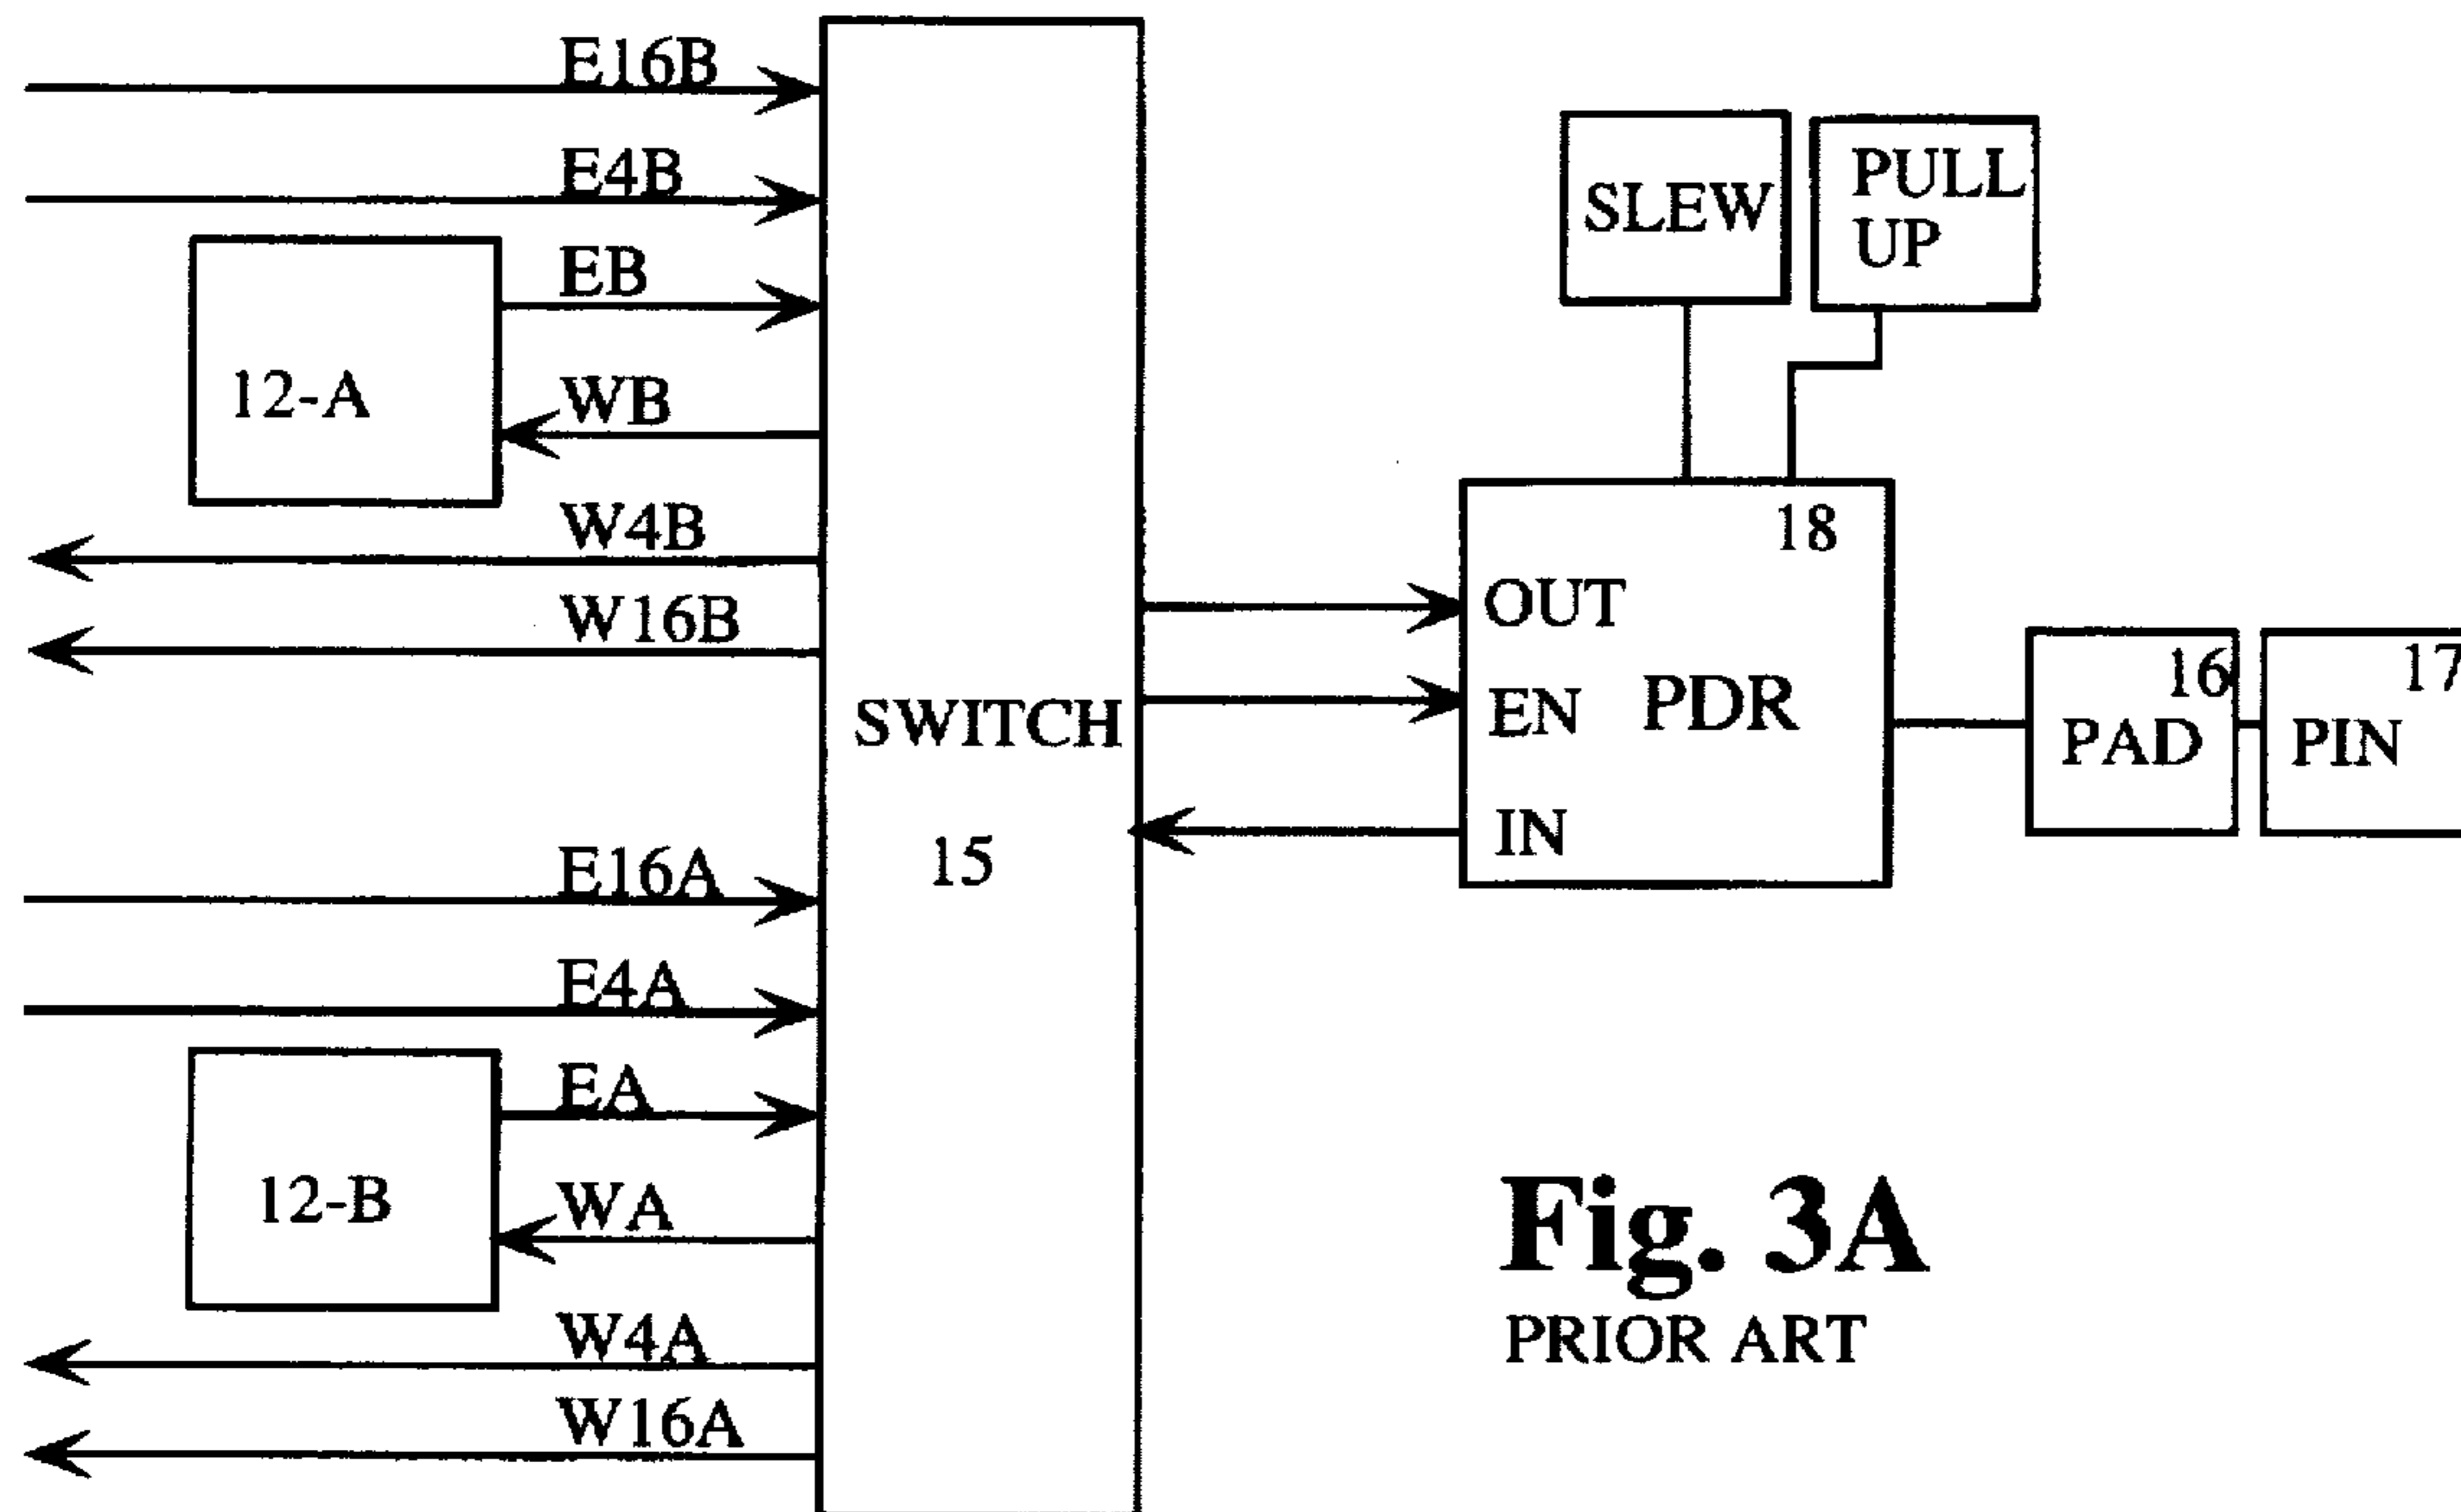 E16B
E4B
EB
12-A
WB
W4B
W16B
SWITCH
15
E16A
E4A
EA
12-B
WA
W4A
W16A
SLEW
PULL
UP
18
OUT
EN
PDR
IN
16
PAD
17
PIN
Fig. 3A
PRIOR ART